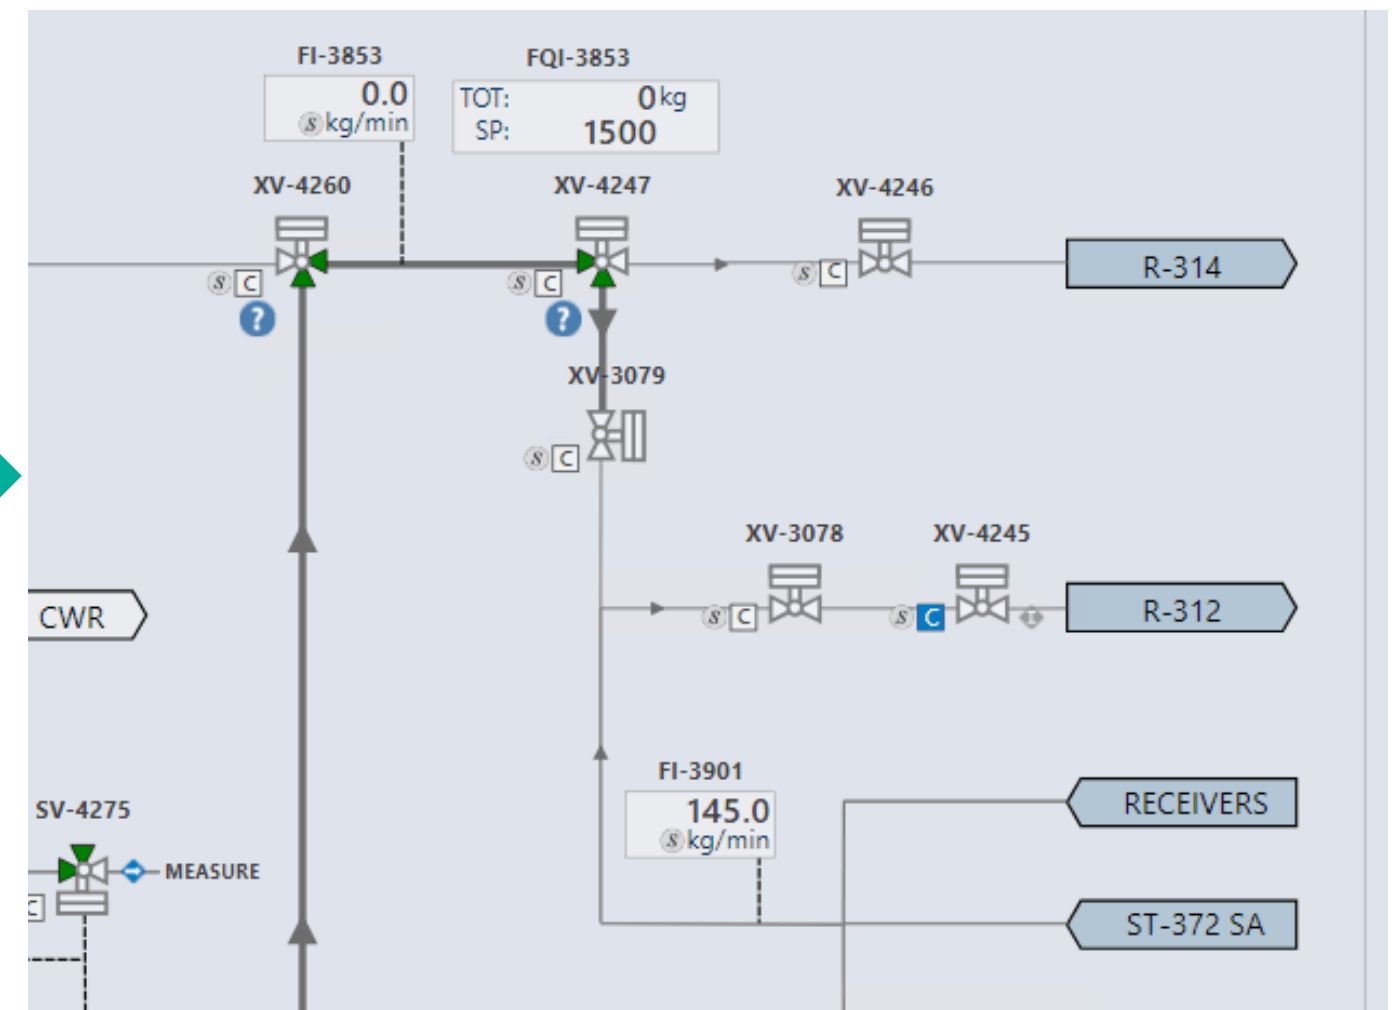 FI-3853
0.0
S kg/min
FQI-3853
TOT: 0 kg
SP: 1500
XV-4260
XV-4247
XV-4246
S C
?
S C
?
S C
R-314
XV-3079
S C
XV-3078
XV-4245
S C
S C
R-312
CWR
FI-3901
145.0
S kg/min
RECEIVERS
SV-4275
MEASURE
C
ST-372 SA